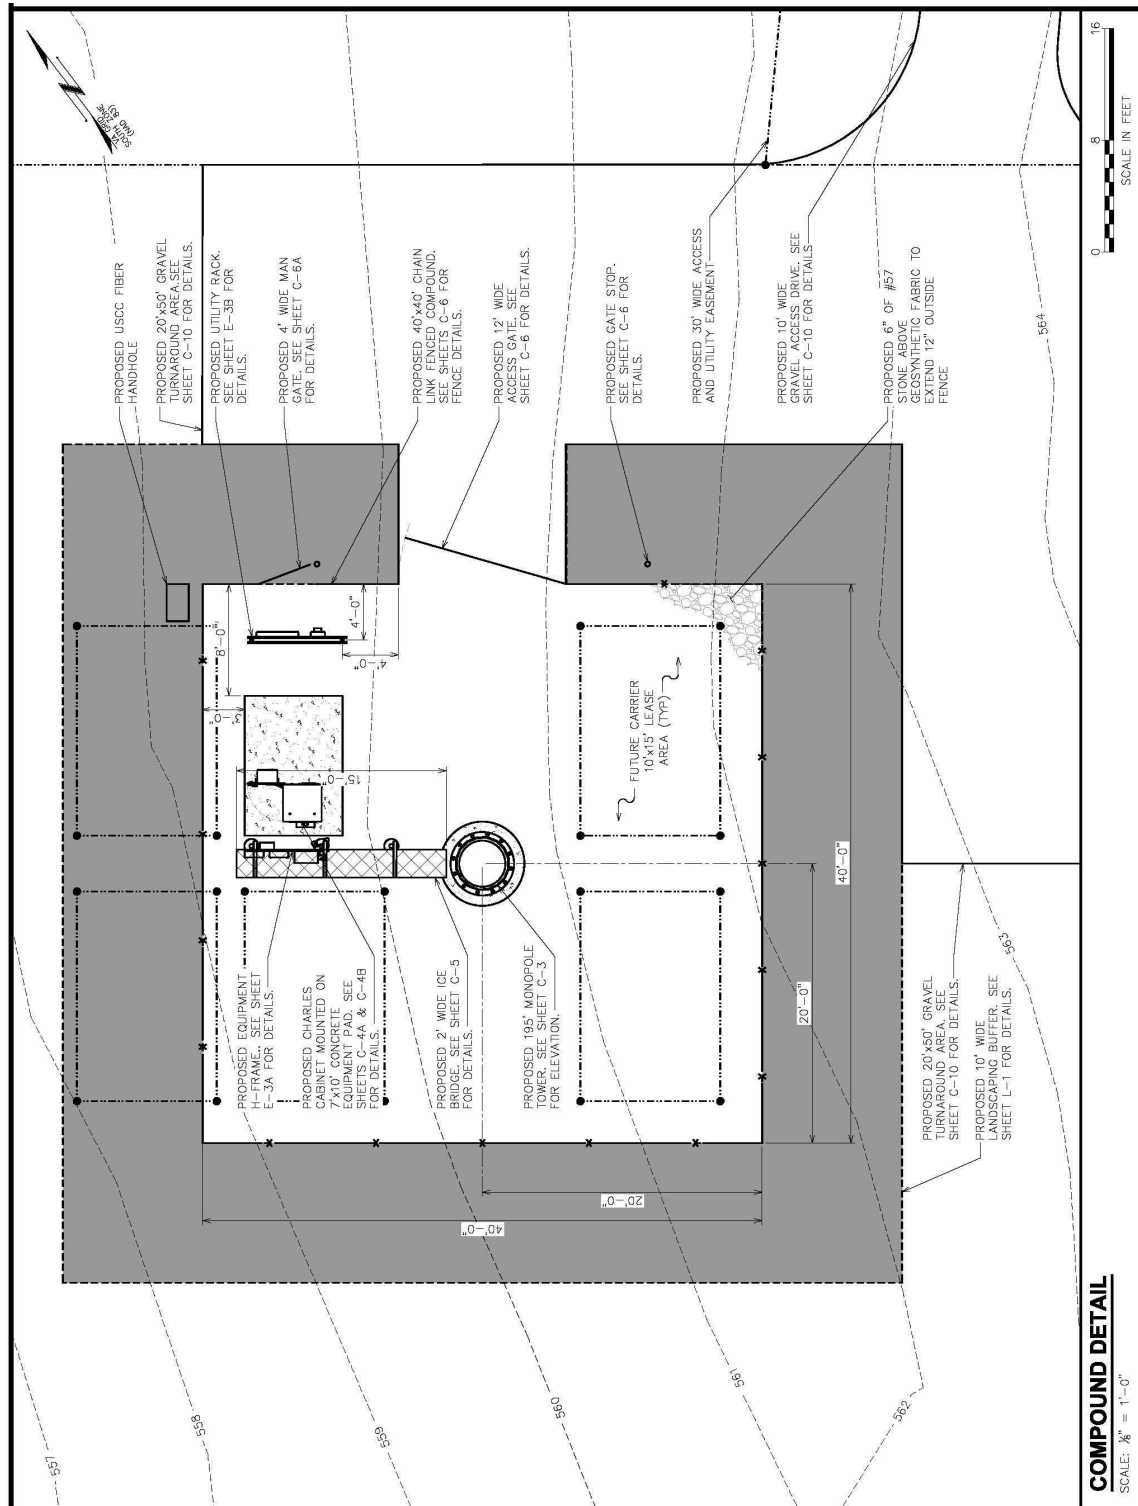 VA GRID
SOUTH ZONE
(NAD 83)
PROPOSED USCC FIBER
HANDHOLE
PROPOSED 20'x50' GRAVEL
TURNAROUND AREA.SEE
SHEET C-10 FOR DETAILS.
PROPOSED UTILITY RACK.
SEE SHEET E-3B FOR
DETAILS.
PROPOSED 4' WIDE MAN
GATE. SEE SHEET C-6A
FOR DETAILS.
PROPOSED 40'x40' CHAIN
LINK FENCED COMPOUND.
SEE SHEETS C-6 FOR
FENCE DETAILS.
PROPOSED 12' WIDE
ACCESS GATE. SEE
SHEET C-6 FOR DETAILS.
PROPOSED GATE STOP.
SEE SHEET C-6 FOR
DETAILS.
PROPOSED 30' WIDE ACCESS
AND UTILITY EASEMENT
PROPOSED 10' WIDE
GRAVEL ACCESS DRIVE. SEE
SHEET C-10 FOR DETAILS
PROPOSED 6" OF #57
STONE ABOVE
GEOSYNTHETIC FABRIC TO
EXTEND 12" OUTSIDE
FENCE
8'-0"
4'-0"
4'-0"
3'-0"
15'-0"
FUTURE CARRIER
10'x15' LEASE
AREA (TYP)
40'-0"
20'-0"
20'-0"
40'-0"
PROPOSED EQUIPMENT
H-FRAME. SEE SHEET
E-3A FOR DETAILS.
PROPOSED CHARLES
CABINET MOUNTED ON
7'x10' CONCRETE
EQUIPMENT PAD. SEE
SHEETS C-4A & C-4B
FOR DETAILS.
PROPOSED 2' WIDE ICE
BRIDGE. SEE SHEET C-5
FOR DETAILS.
PROPOSED 195' MONOPOLE
TOWER. SEE SHEET C-3
FOR ELEVATION.
PROPOSED 20'x50' GRAVEL
TURNAROUND AREA. SEE
SHEET C-10 FOR DETAILS.
PROPOSED 10' WIDE
LANDSCAPING BUFFER. SEE
SHEET L-1 FOR DETAILS.
557
558
559
560
561
562
563
564
COMPOUND DETAIL
SCALE: 1/8" = 1'-0"
0 8 16
SCALE IN FEET